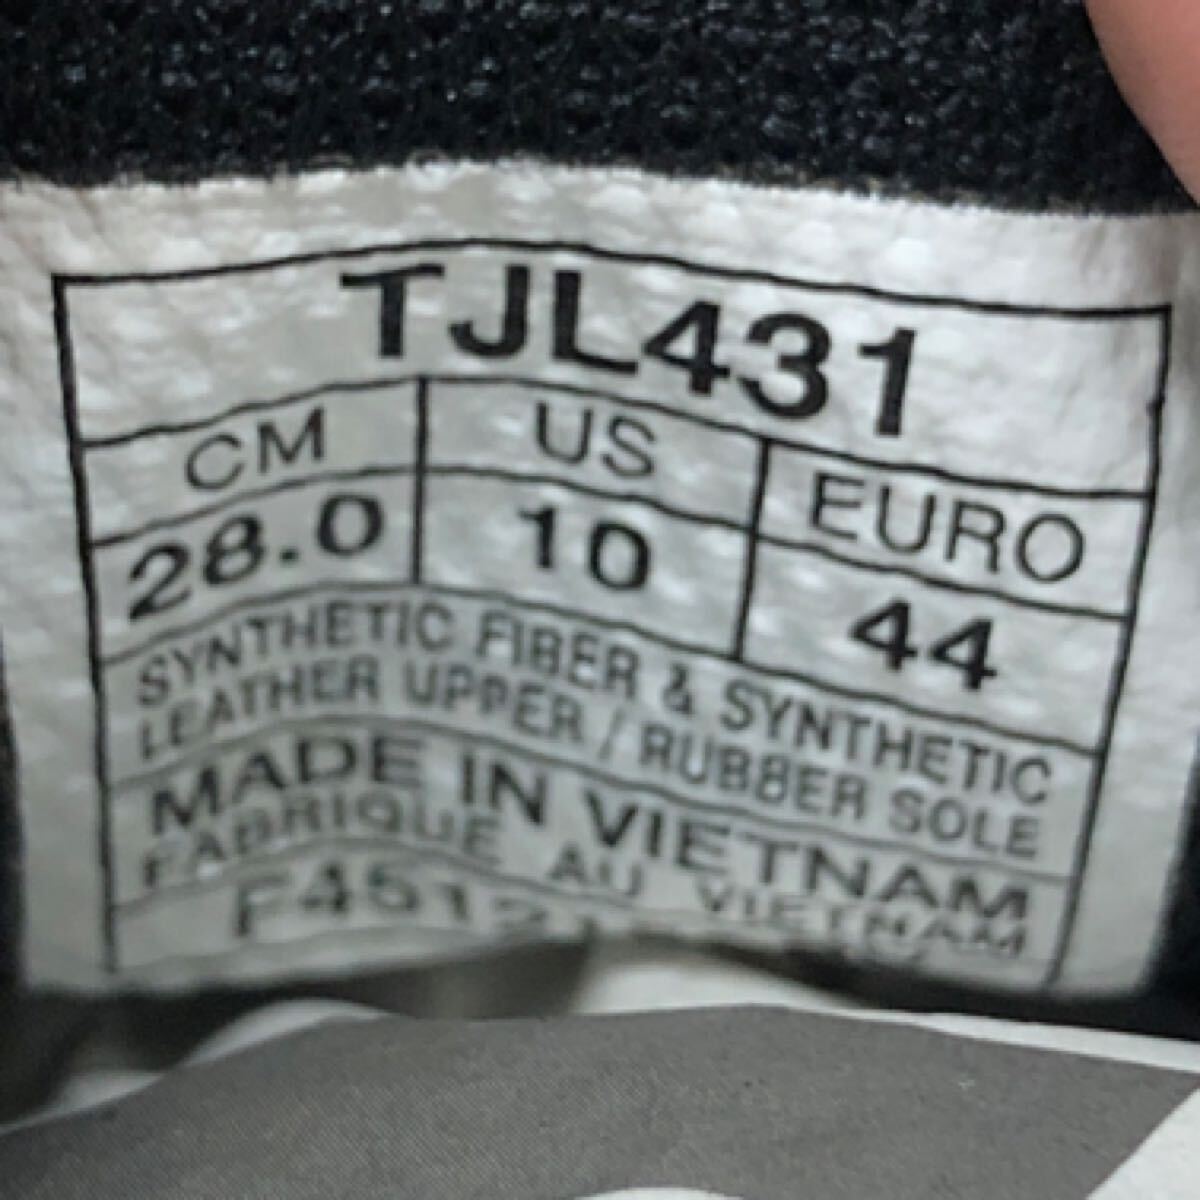 TJL431
CM US EURO
28.0 10 44
SYNTHETIC FIBER & SYNTHETIC
LEATHER UPPER / RUBBER SOLE
MADE IN VIETNAM
FABRIQUE AU VIETNAM